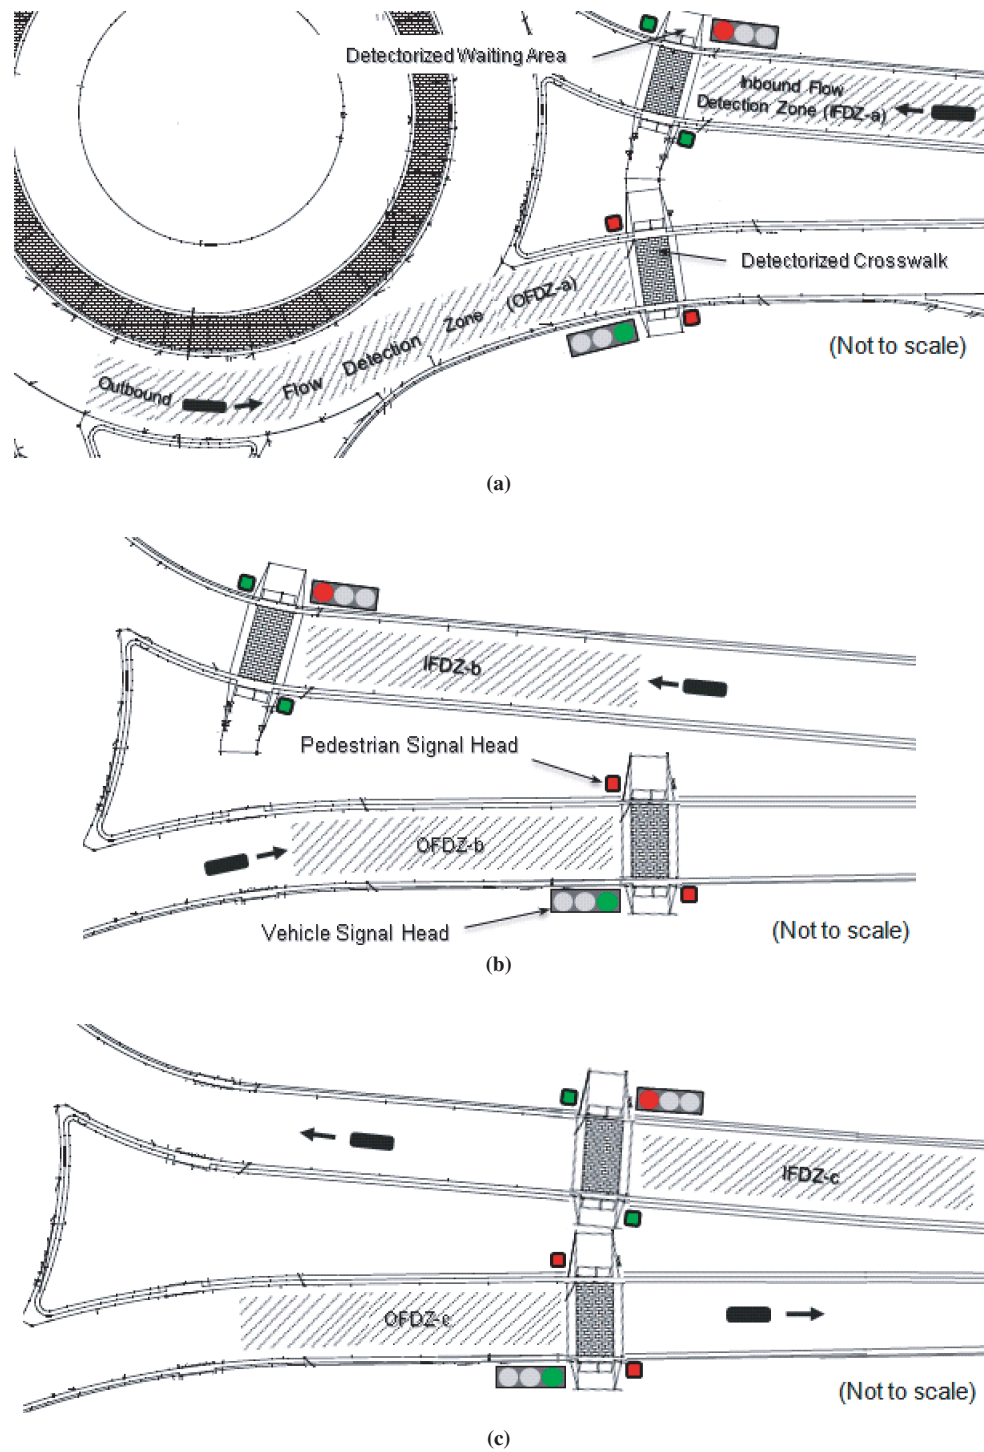 Detectorized Waiting Area
Inbound Flow
Detection Zone (IFDZ-a)
Detectorized Crosswalk
Outbound Flow Detection Zone (OFDZ-a)
(Not to scale)
(a)
IFDZ-b
Pedestrian Signal Head
OFDZ-b
Vehicle Signal Head
(Not to scale)
(b)
IFDZ-c
OFDZ-c
(Not to scale)
(c)